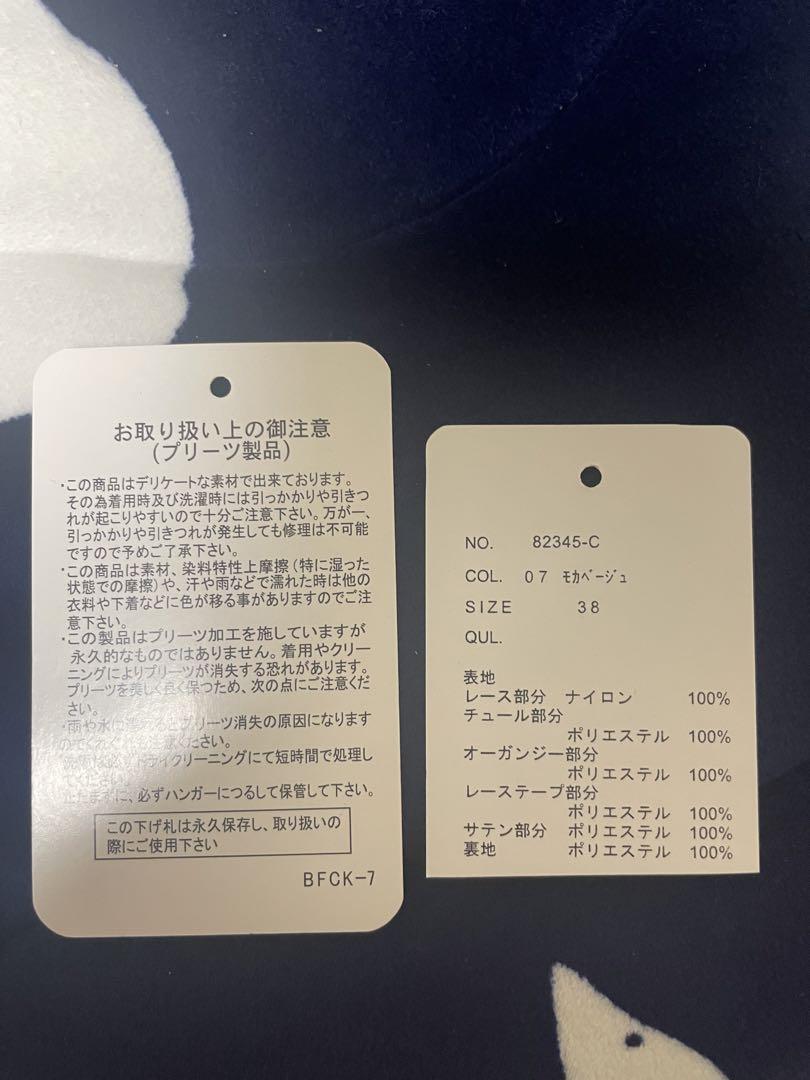 お取り扱い上の御注意
(プリーツ製品)
・この商品はデリケートな素材で出来ております。
その為着用時及び洗濯時には引っかかりや引きつ
れが起こりやすいので十分ご注意下さい。万が一、
引っかかりや引きつれが発生しても修理は不可能
ですので予めご了承下さい。
・この商品は素材、染料特性上摩擦(特に湿った
状態での摩擦)や、汗や雨などで濡れた時は他の
衣料や下着などに色が移る事がありますのでご注
意下さい。
・この製品はプリーツ加工を施していますが
永久的なものではありません。着用やクリー
ニングによりプリーツが消失する恐れがあります。
プリーツを美しく長く保つため、次の点にご注意くだ
さい。
・雨や水に濡れるとプリーツ消失の原因になります
のでくれぐれもご注意ください。
ドライクリーニングにて短時間で処理し
てください。
必ずハンガーにつるして保管して下さい。
この下げ札は永久保存し、取り扱いの
際にご使用下さい
BFCK-7
NO. 82345-C
COL. 07 ﾓｶﾍﾞｰｼﾞｭ
SIZE 38
QUL.
表地
レース部分 ナイロン 100%
チュール部分
ポリエステル 100%
オーガンジー部分
ポリエステル 100%
レーステープ部分
ポリエステル 100%
サテン部分 ポリエステル 100%
裏地 ポリエステル 100%